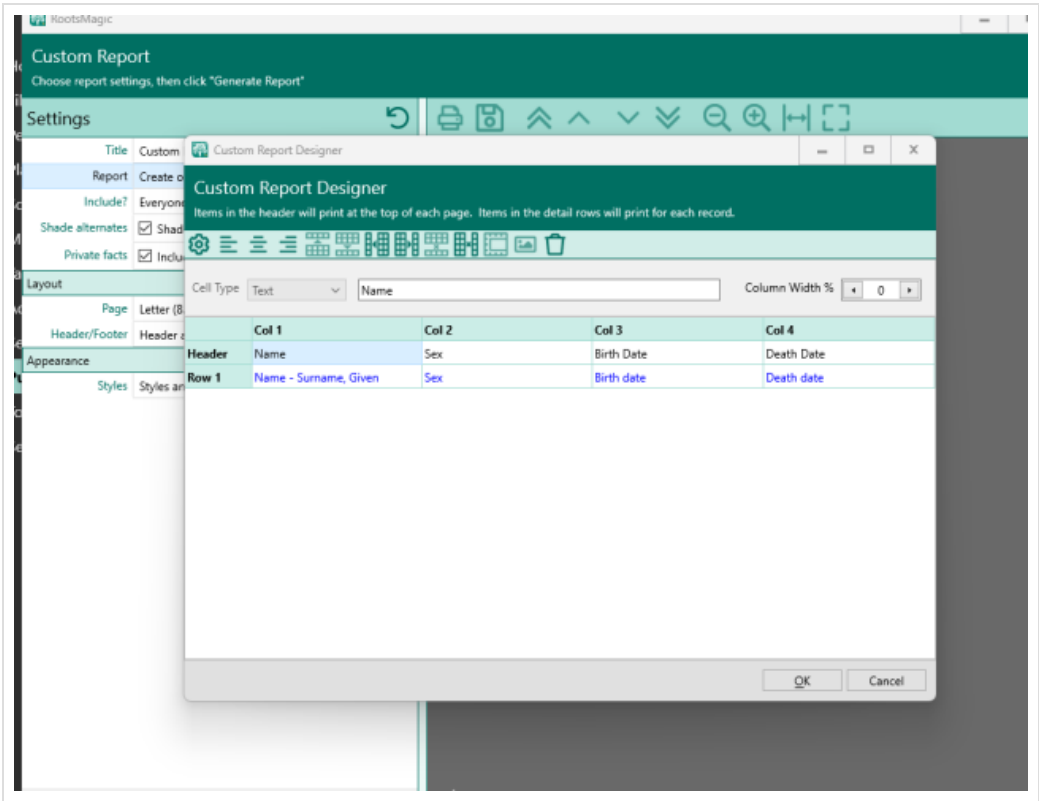 RootsMagic
Custom Report
Choose report settings, then click "Generate Report"
Settings
Title Custom
Report Create o
Include? Everyone
Shade alternates Shad
Private facts Inclu
Layout
Page Letter (8
Header/Footer Header a
Appearance
Styles Styles an
Custom Report Designer
Custom Report Designer
Items in the header will print at the top of each page. Items in the detail rows will print for each record.
Cell Type Text Name Column Width % 0
Col 1 Col 2 Col 3 Col 4
Header Name Sex Birth Date Death Date
Row 1 Name - Surname, Given Sex Birth date Death date
OK Cancel